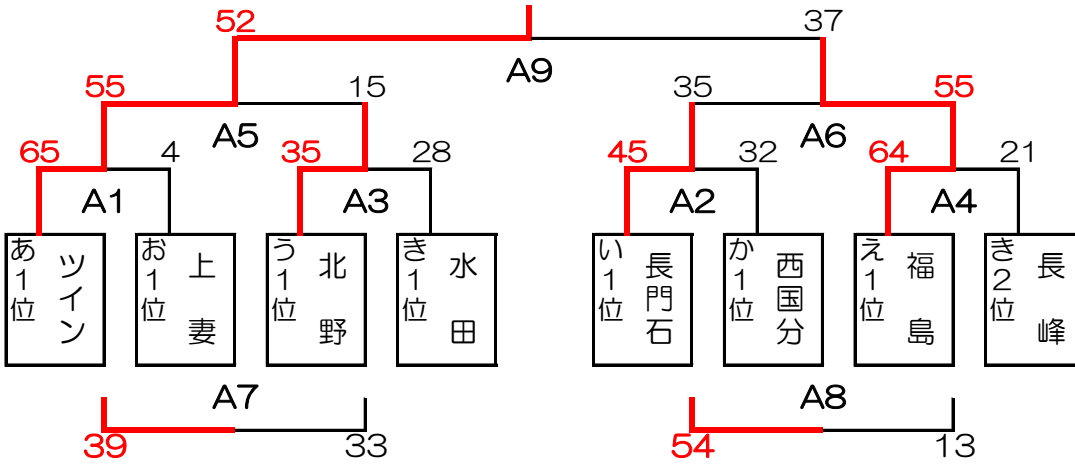 52
37
A9
55
15
35
55
A5
A6
65
4
35
28
45
32
64
21
A1
A3
A2
A4
あ1位
ツイン
お1位
上妻
う1位
北野
き1位
水田
い1位
長門石
か1位
西国分
え1位
福島
き2位
長峰
A7
A8
39
33
54
13